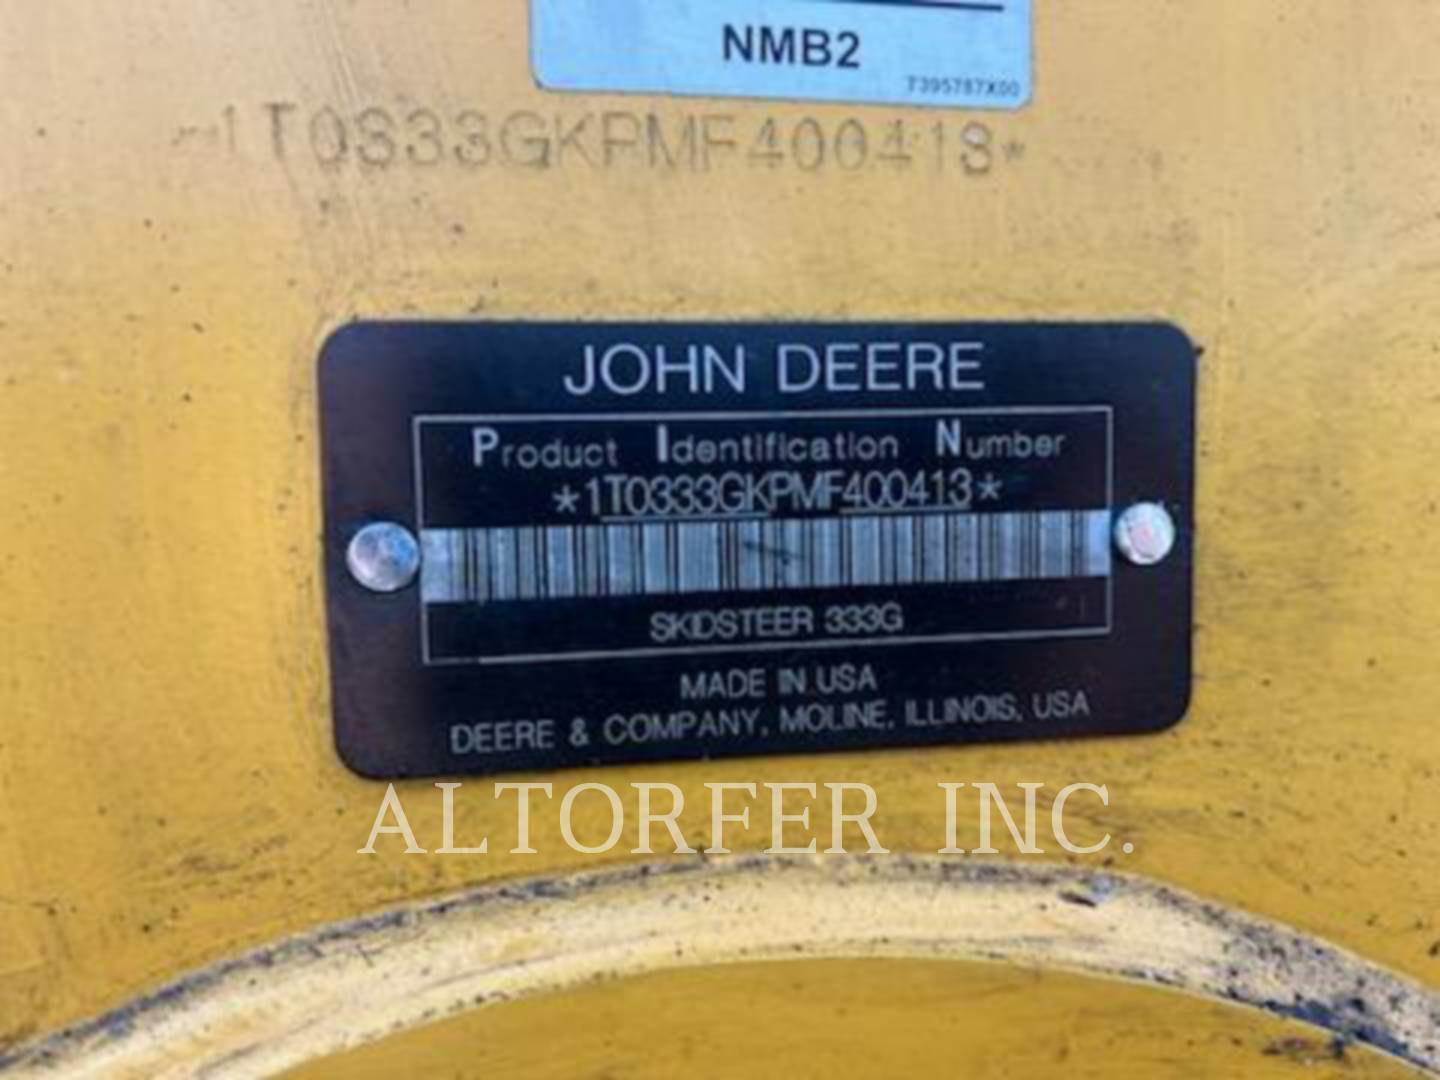 NMB2
T395787X00
1T0333GKPMF400413*
JOHN DEERE
Product Identification Number
*1T0333GKPMF400413*
SKIDSTEER 333G
MADE IN USA
DEERE & COMPANY, MOLINE, ILLINOIS, USA
ALTORFER INC.